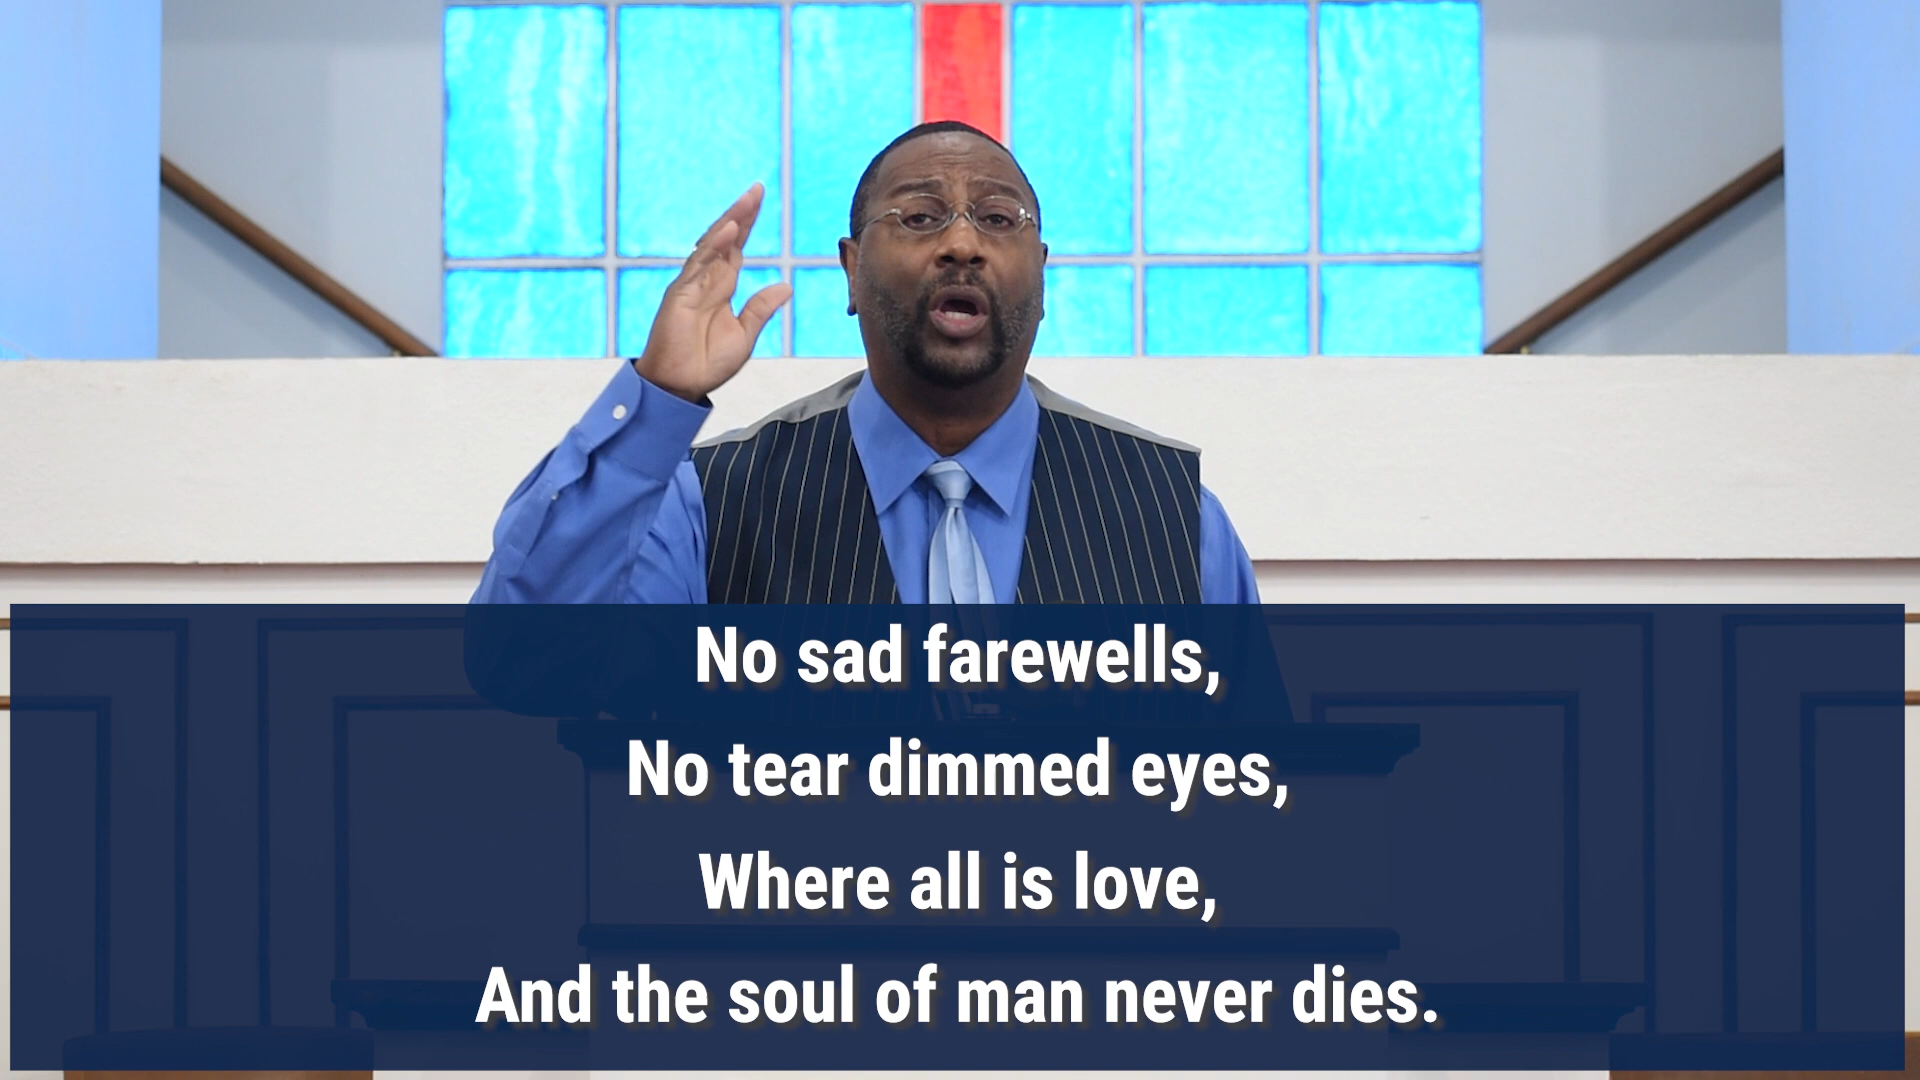 No sad farewells,
No tear dimmed eyes,
Where all is love,
And the soul of man never dies.